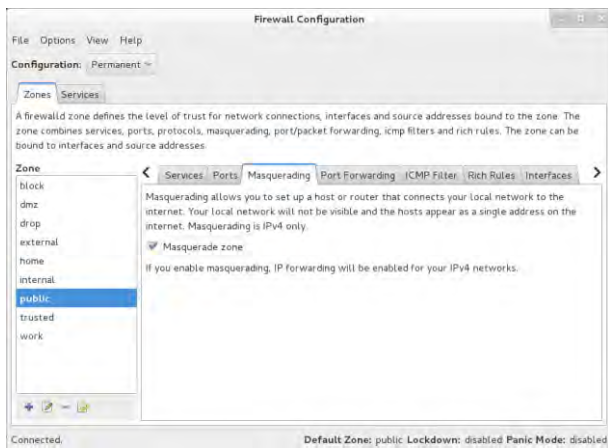 Firewall Configuration
File Options View Help
Configuration: Permanent
Zones Services
A firewalld zone defines the level of trust for network connections, interfaces and source addresses bound to the zone. The
zone combines services, ports, protocols, masquerading, port/packet forwarding, icmp filters and rich rules. The zone can be
bound to interfaces and source addresses.
Zone
block
dmz
drop
external
home
internal
public
trusted
work
Services Ports Masquerading Port Forwarding ICMP Filter Rich Rules Interfaces
Masquerading allows you to set up a host or router that connects your local network to the
internet. Your local network will not be visible and the hosts appear as a single address on the
internet. Masquerading is IPv4 only.
Masquerade zone
If you enable masquerading, IP forwarding will be enabled for your IPv4 networks.
Connected.
Default Zone: public Lockdown: disabled Panic Mode: disabled